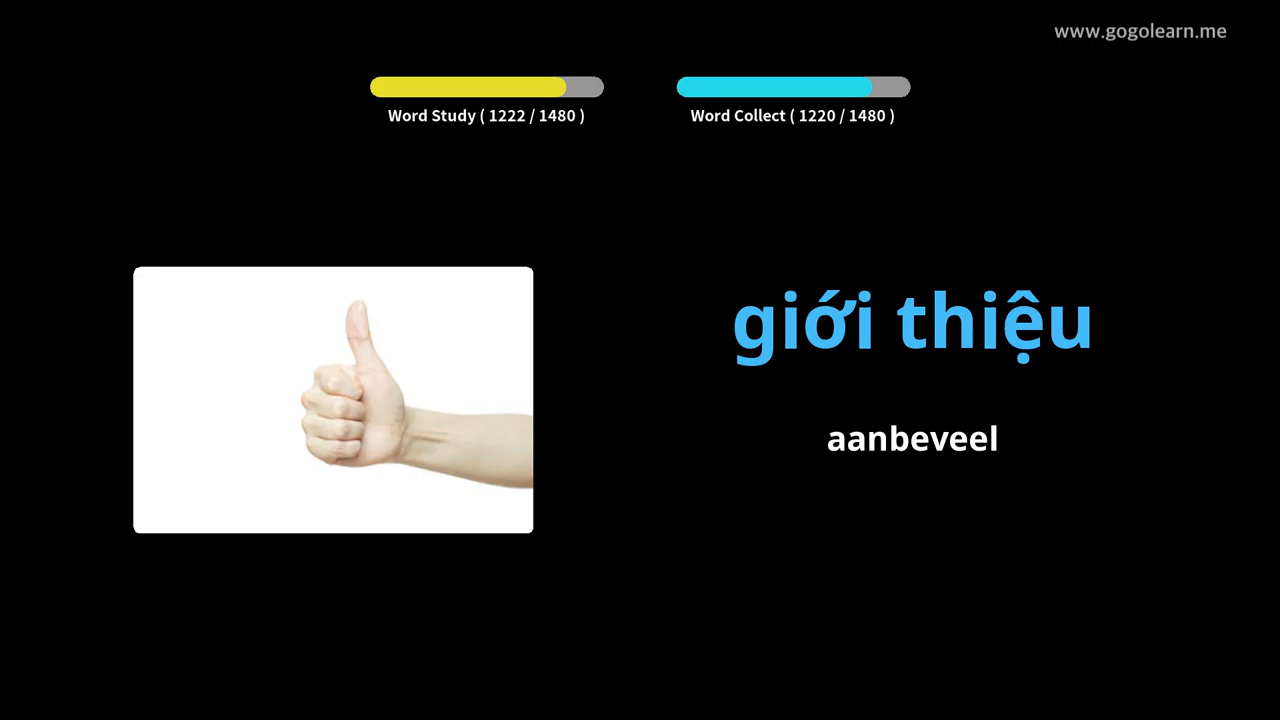 www.gogolearn.me
Word Study ( 1222 / 1480 )
Word Collect ( 1220 / 1480 )
giới thiệu
aanbeveel